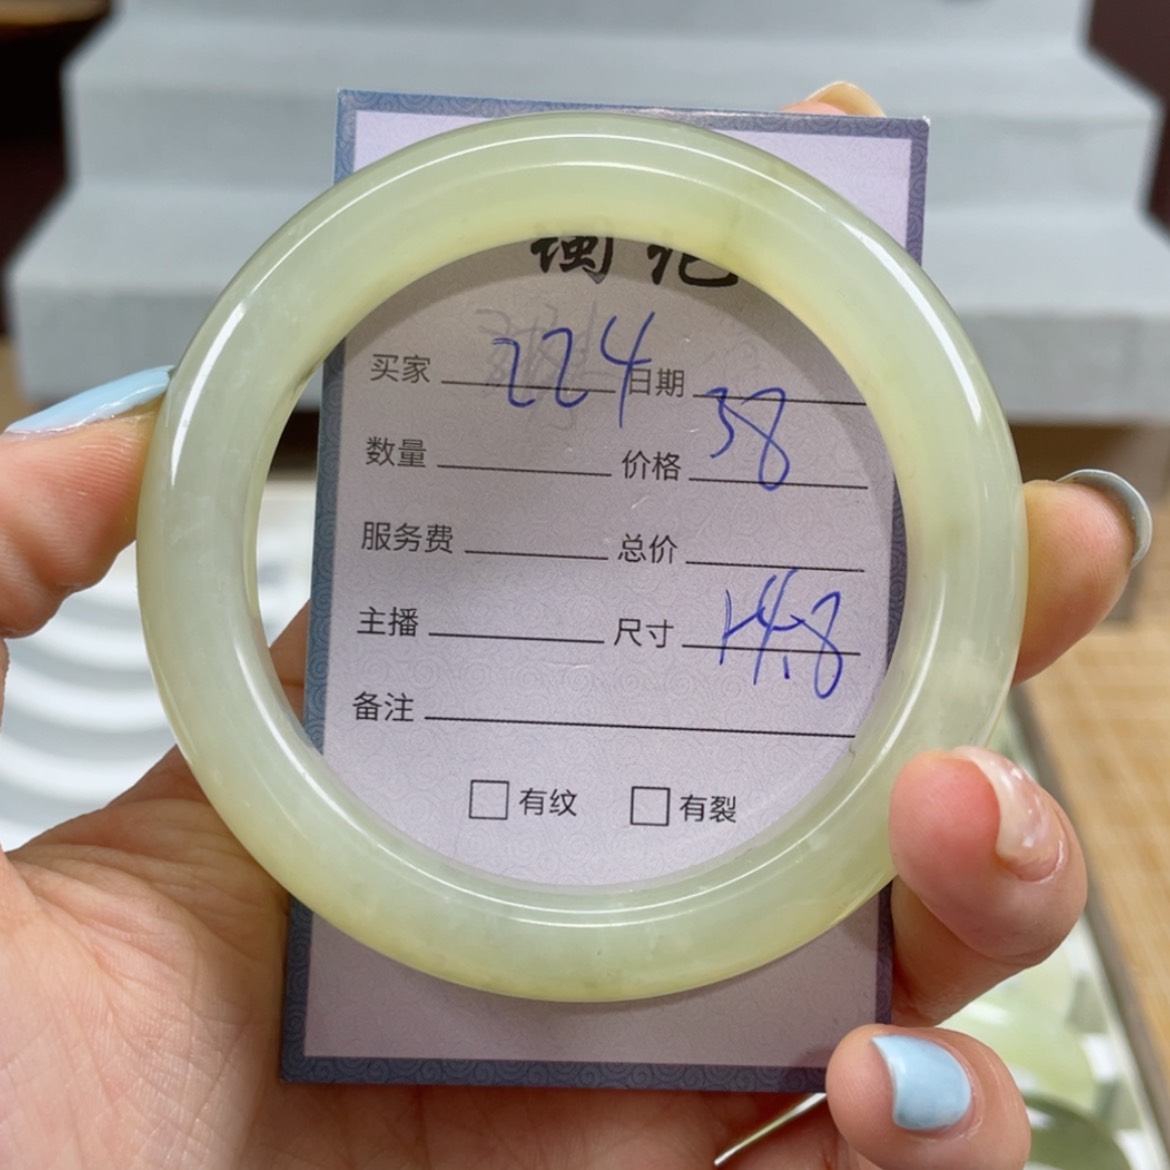 买家 224 日期
数量 价格 38
服务费 总价
主播 尺寸 14.8
备注
□有纹 □有裂